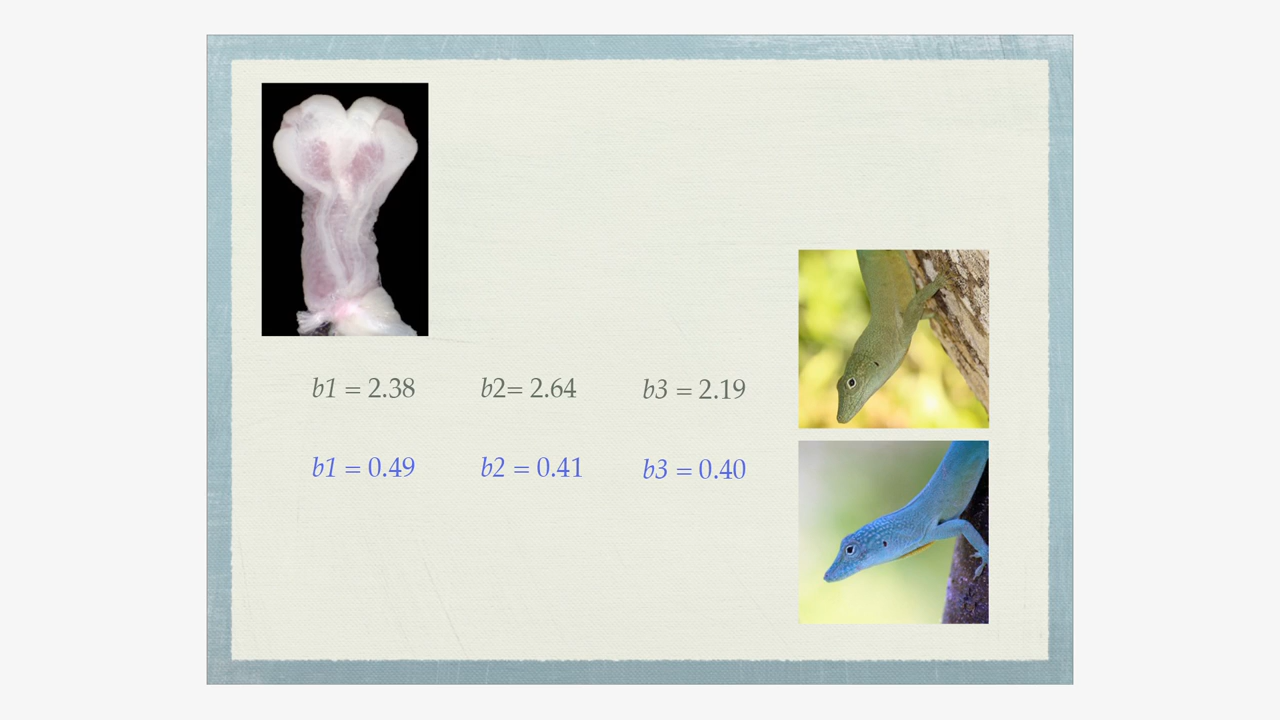 b1 = 2.38 b2= 2.64 b3 = 2.19
b1 = 0.49 b2 = 0.41 b3 = 0.40